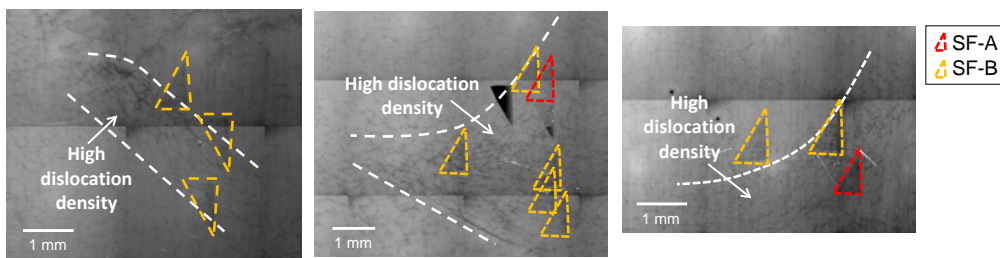 High
dislocation
density
1 mm
High dislocation
density
1 mm
High
dislocation
density
1 mm
SF-A
SF-B